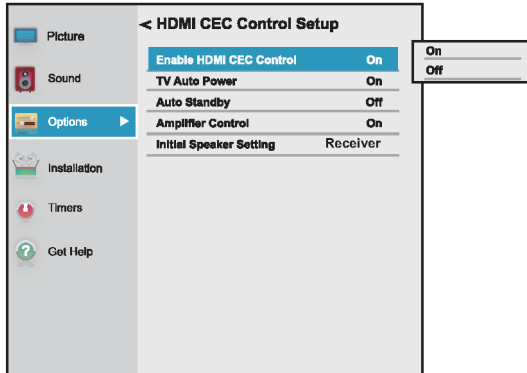 Picture
Sound
Options
Installation
Timers
Get Help
< HDMI CEC Control Setup
Enable HDMI CEC Control On
TV Auto Power On
Auto Standby Off
Amplifier Control On
Initial Speaker Setting Receiver
On
Off